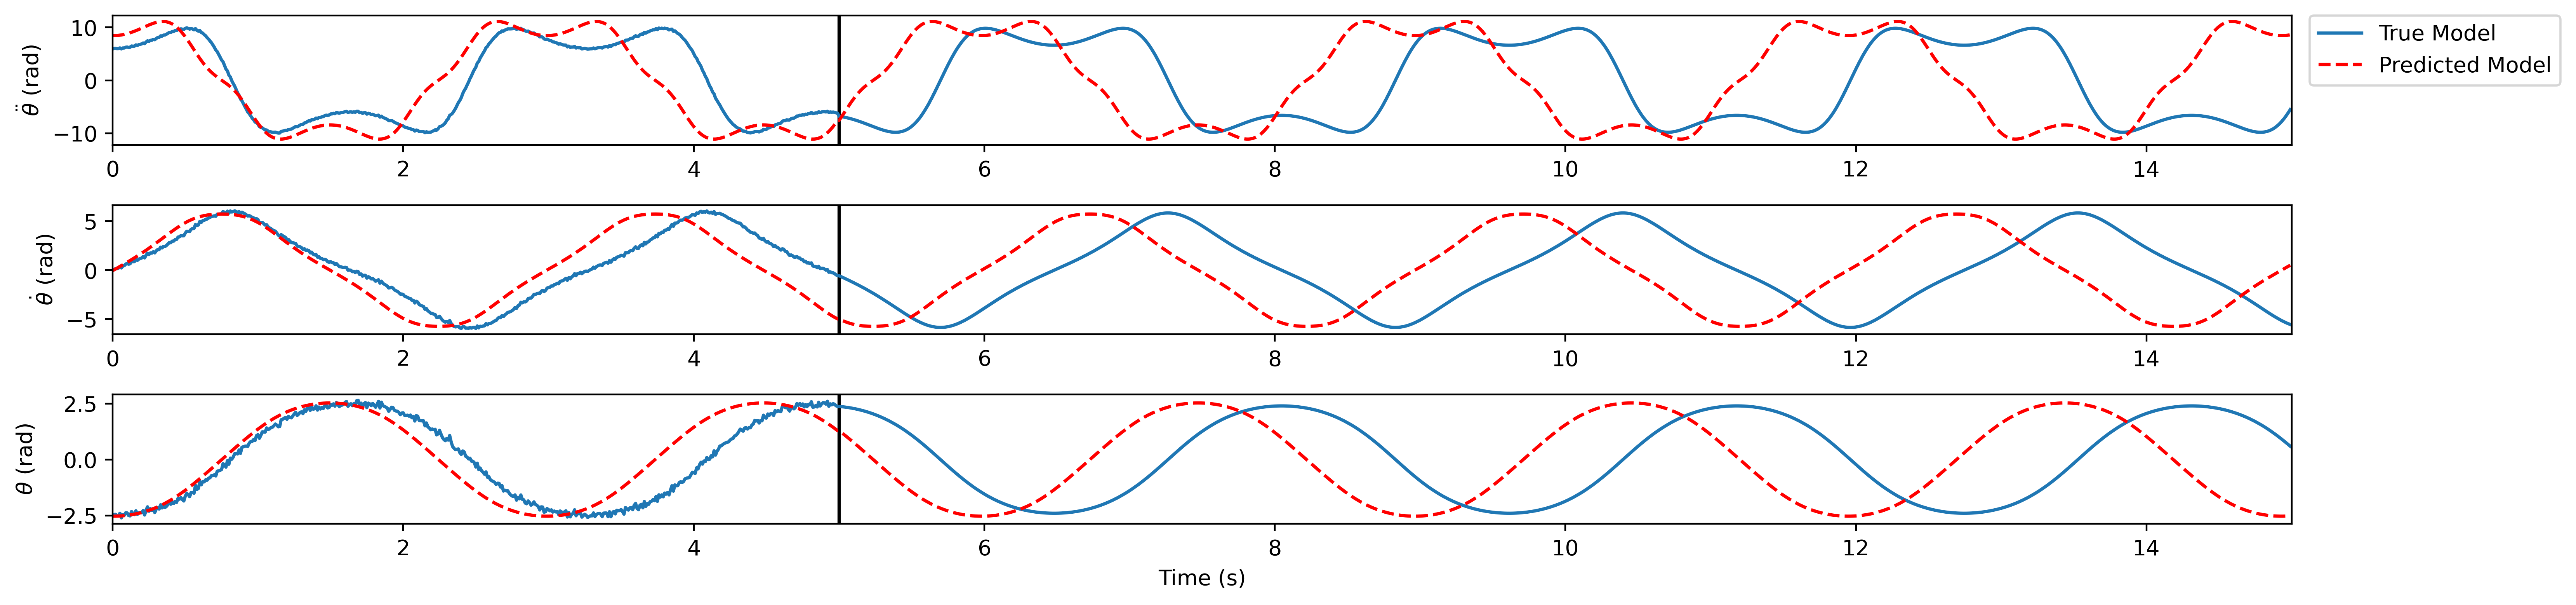 θ̈ (rad)
10
0
−10
0 2 4 6 8 10 12 14
True Model
Predicted Model
θ̇ (rad)
5
0
−5
0 2 4 6 8 10 12 14
θ (rad)
2.5
0.0
−2.5
0 2 4 6 8 10 12 14
Time (s)